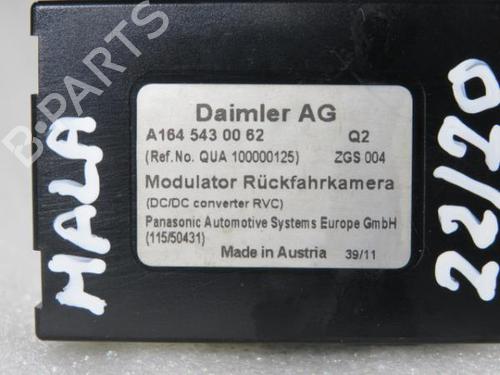 B-PARTS
HALA
Daimler AG
A164 543 00 62 Q2
(Ref.No. QUA 100000125) ZGS 004
Modulator Rückfahrkamera
(DC/DC converter RVC)
Panasonic Automotive Systems Europe GmbH
(115/50431)
Made in Austria 39/11
22/20